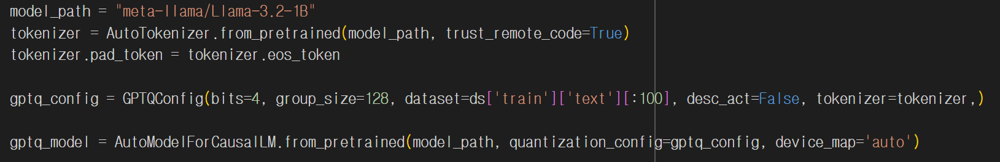 model_path = "meta-llama/Llama-3.2-1B"
tokenizer = AutoTokenizer.from_pretrained(model_path, trust_remote_code=True)
tokenizer.pad_token = tokenizer.eos_token
gptq_config = GPTQConfig(bits=4, group_size=128, dataset=ds['train']['text'][:100], desc_act=False, tokenizer=tokenizer,)
gptq_model = AutoModelForCausalLM.from_pretrained(model_path, quantization_config=gptq_config, device_map='auto')